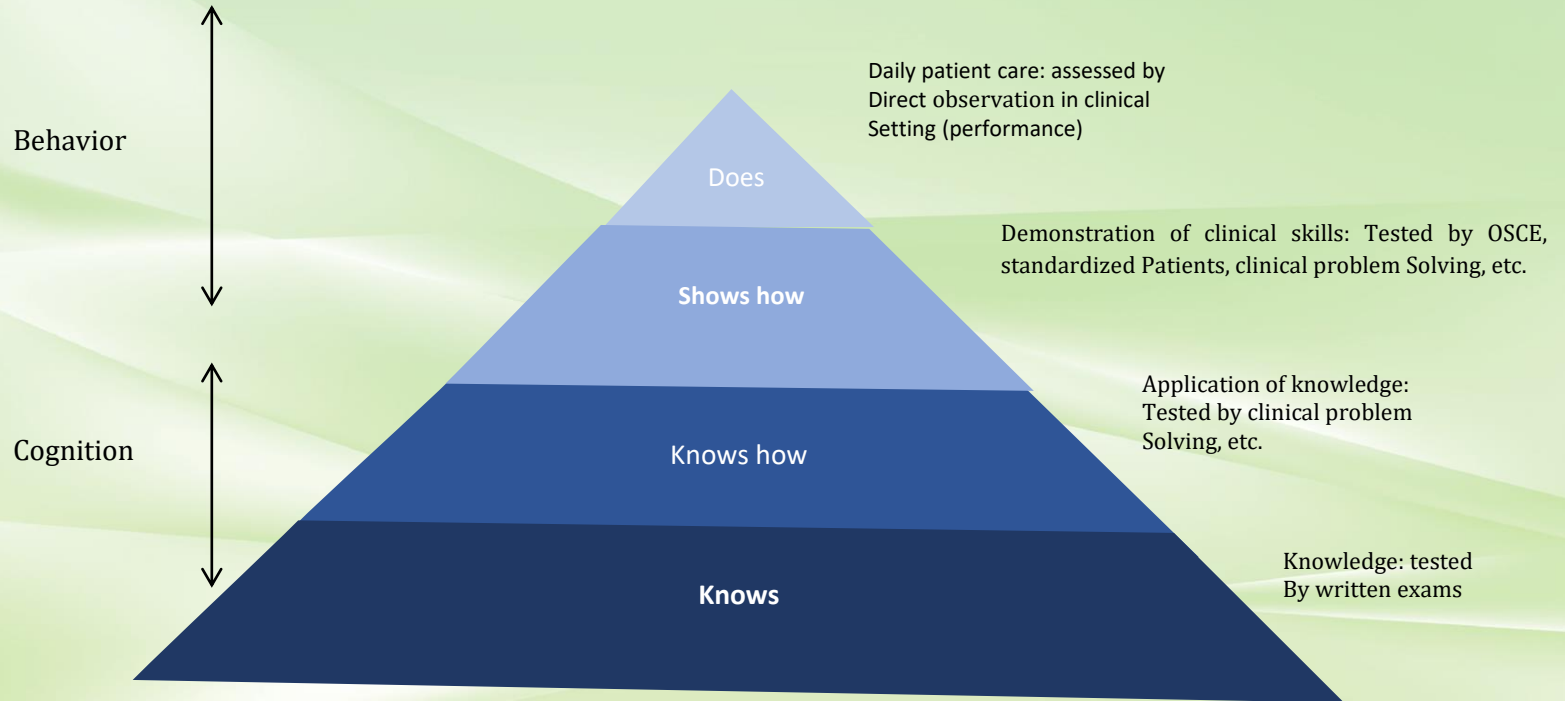 Daily patient care: assessed by
Direct observation in clinical
Setting (performance)
Behavior
Does
Demonstration of clinical skills: Tested by OSCE,
standardized Patients, clinical problem Solving, etc.
Shows how
Application of knowledge:
Tested by clinical problem
Solving, etc.
Cognition
Knows how
Knowledge: tested
By written exams
Knows